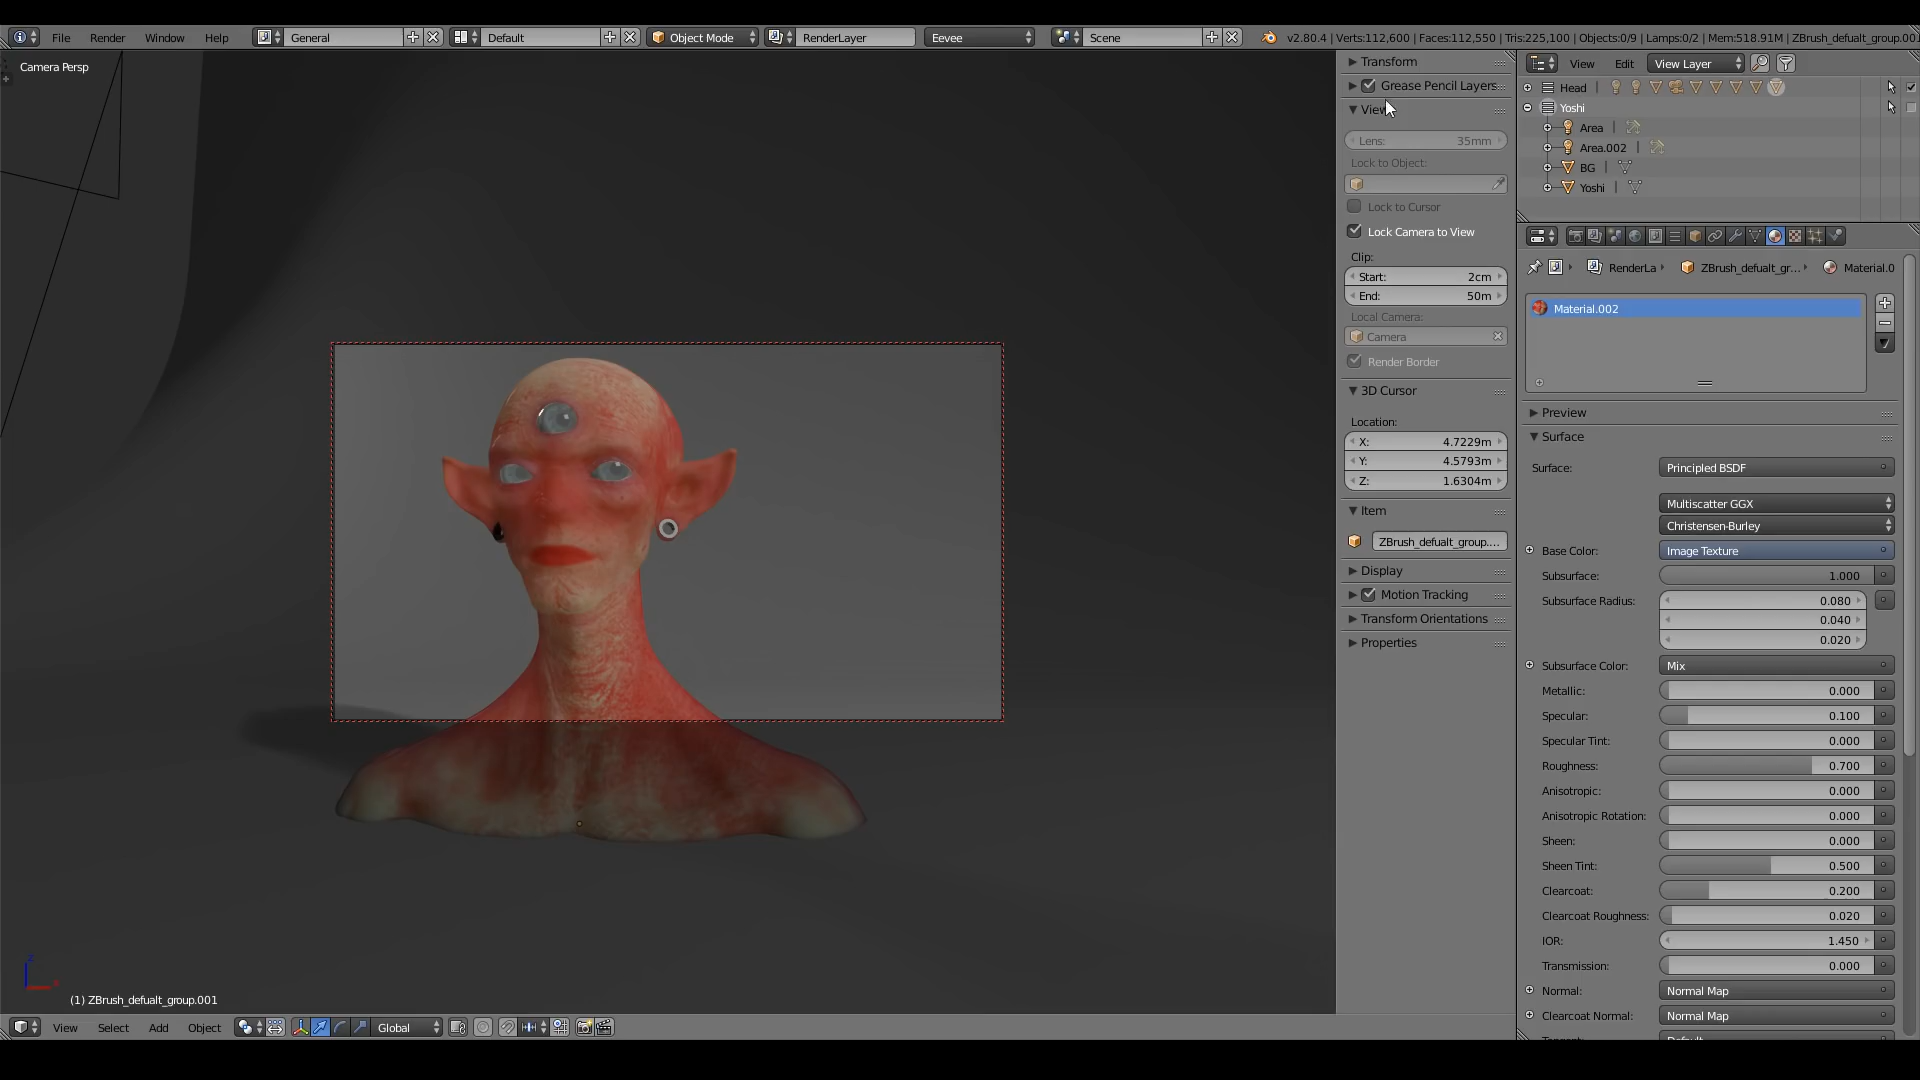 File Render Window Help General Default Object Mode RenderLayer Eevee Scene v2.80.4 | Verts:112,600 | Faces:112,550 | Tris:225,100 | Objects:0/9 | Lamps:0/2 | Mem:518.91M | ZBrush_defualt_group.00
Camera Persp
Transform
Grease Pencil Layers
View
Lens: 35mm
Lock to Object:
Lock to Cursor
Lock Camera to View
Clip:
Start: 2cm
End: 50m
Local Camera:
Camera
Render Border
3D Cursor
Location:
X: 4.7229m
Y: 4.5793m
Z: 1.6304m
Item
ZBrush_defualt_group....
Display
Motion Tracking
Transform Orientations
Properties
View Edit View Layer
Head
Yoshi
Area
Area.002
BG
Yoshi
RenderLa ZBrush_defualt_gr... Material.0
Material.002
Preview
Surface
Surface: Principled BSDF
Multiscatter GGX
Christensen-Burley
Base Color: Image Texture
Subsurface: 1.000
Subsurface Radius: 0.080
0.040
0.020
Subsurface Color: Mix
Metallic: 0.000
Specular: 0.100
Specular Tint: 0.000
Roughness: 0.700
Anisotropic: 0.000
Anisotropic Rotation: 0.000
Sheen: 0.000
Sheen Tint: 0.500
Clearcoat: 0.200
Clearcoat Roughness: 0.020
IOR: 1.450
Transmission: 0.000
Normal: Normal Map
Clearcoat Normal: Normal Map
z
x
(1) ZBrush_defualt_group.001
View Select Add Object Global